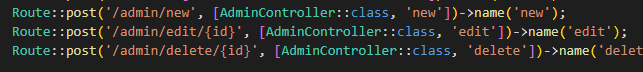 Route::post('/admin/new', [AdminController::class, 'new'])->name('new');
Route::post('/admin/edit/{id}', [AdminController::class, 'edit'])->name('edit');
Route::post('/admin/delete/{id}', [AdminController::class, 'delete'])->name('delet